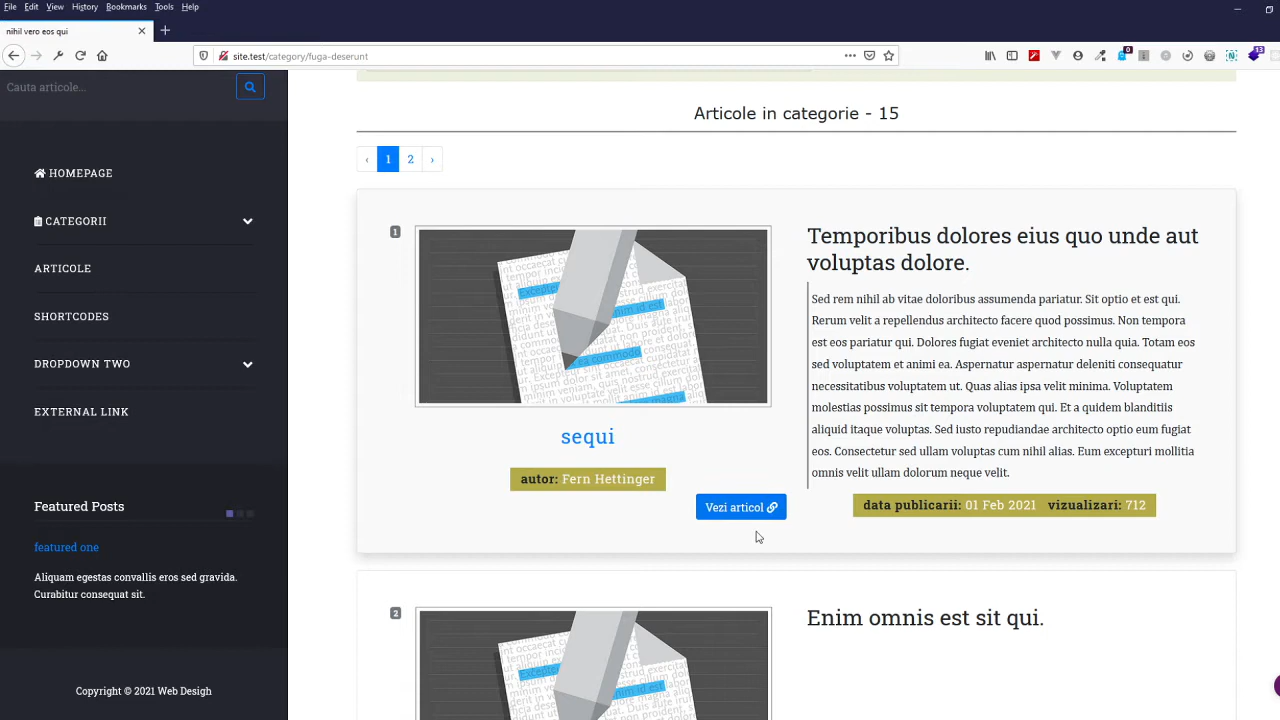 File Edit View History Bookmarks Tools Help
nihil vero eos qui
site.test/category/fuga-deserunt
0
13
Cauta articole...
HOMEPAGE
CATEGORII
ARTICOLE
SHORTCODES
DROPDOWN TWO
EXTERNAL LINK
Featured Posts
featured one
Aliquam egestas convallis eros sed gravida.
Curabitur consequat sit.
Copyright © 2021 Web Desigh
Articole in categorie - 15
‹ 1 2 ›
1
sequi
autor: Fern Hettinger
Vezi articol
Temporibus dolores eius quo unde aut
voluptas dolore.
Sed rem nihil ab vitae doloribus assumenda pariatur. Sit optio et est qui.
Rerum velit a repellendus architecto facere quod possimus. Non tempora
est eos pariatur qui. Dolores fugiat eveniet architecto nulla quia. Totam eos
sed voluptatem et animi ea. Aspernatur aspernatur deleniti consequatur
necessitatibus voluptatem ut. Quas alias ipsa velit minima. Voluptatem
molestias possimus sit tempora voluptatem qui. Et a quidem blanditiis
aliquid itaque voluptas. Sed iusto repudiandae architecto optio eum fugiat
eos. Consectetur sed ullam voluptas cum nihil alias. Eum excepturi mollitia
omnis velit ullam dolorum neque velit.
data publicarii: 01 Feb 2021 vizualizari: 712
2
Enim omnis est sit qui.